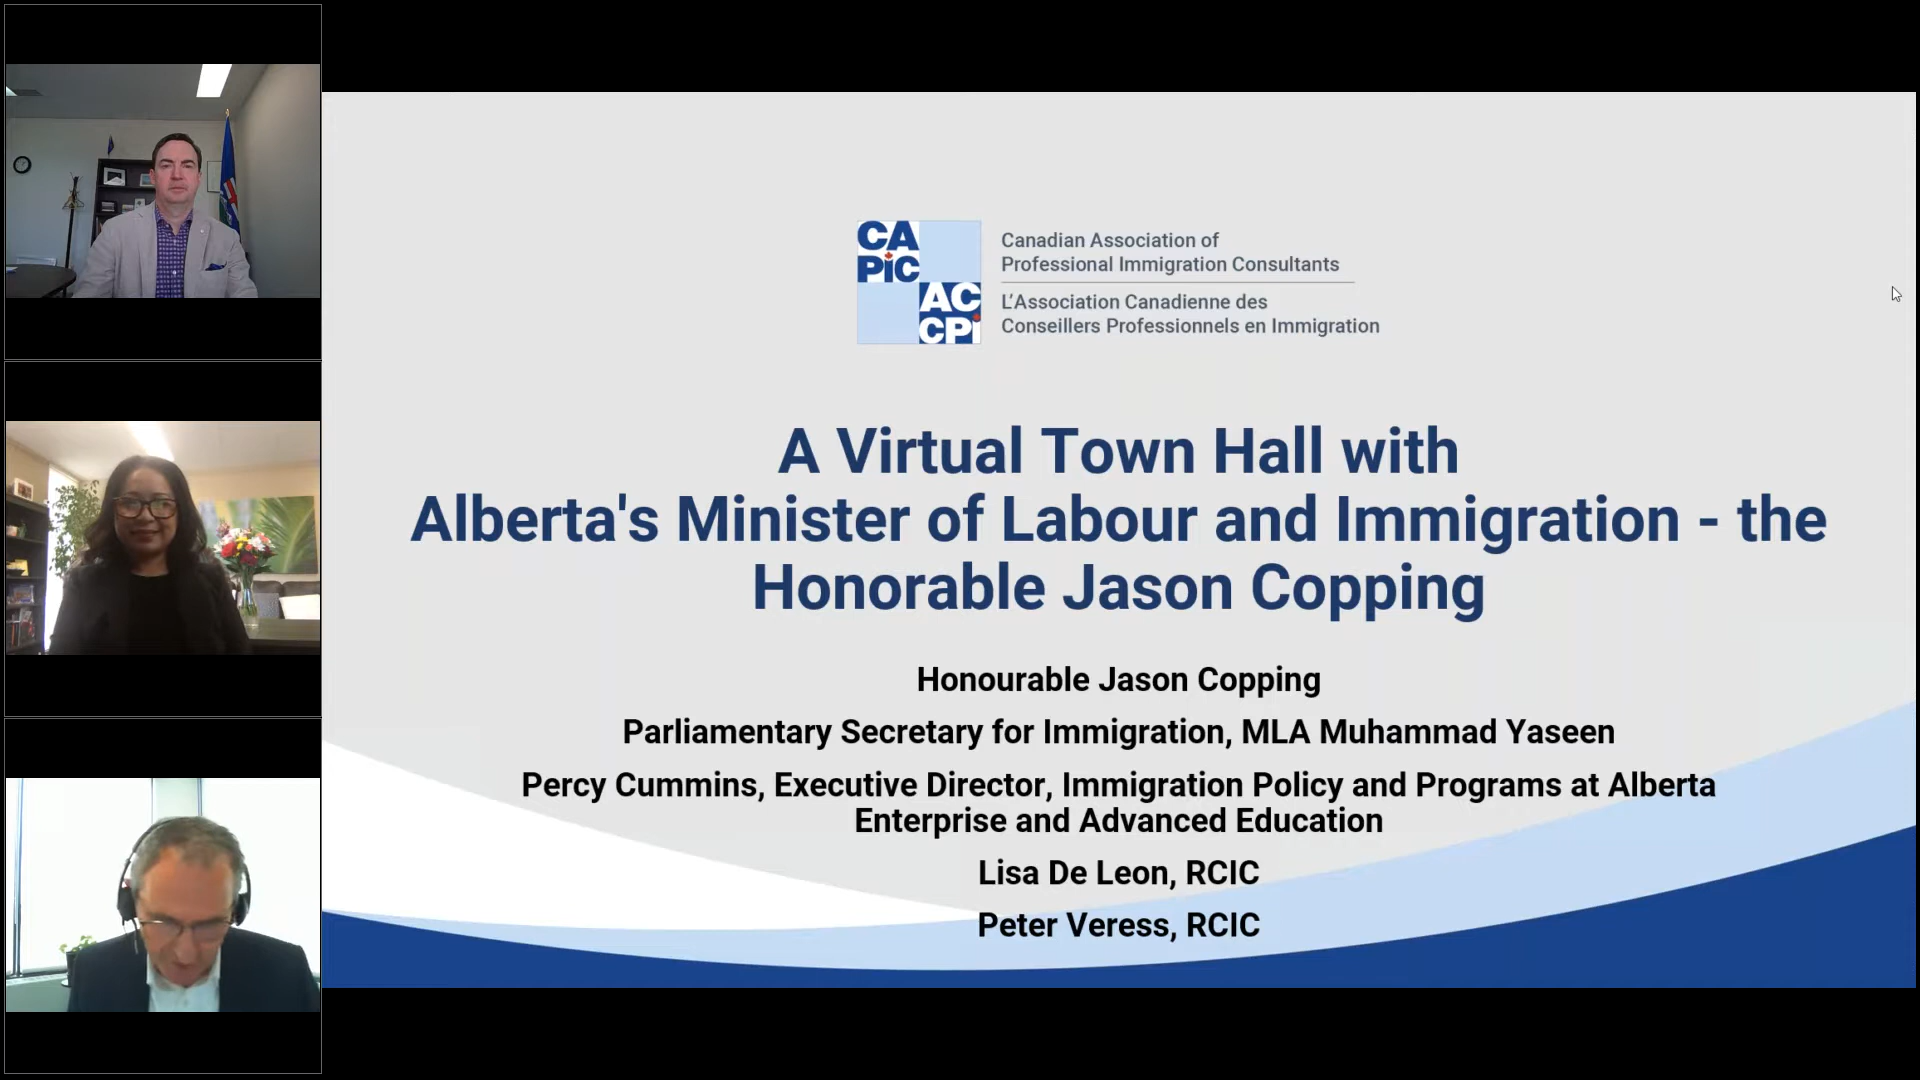 CA
PiC
AC
CPi
Canadian Association of
Professional Immigration Consultants
L'Association Canadienne des
Conseillers Professionnels en Immigration
A Virtual Town Hall with
Alberta's Minister of Labour and Immigration - the
Honorable Jason Copping
Honourable Jason Copping
Parliamentary Secretary for Immigration, MLA Muhammad Yaseen
Percy Cummins, Executive Director, Immigration Policy and Programs at Alberta
Enterprise and Advanced Education
Lisa De Leon, RCIC
Peter Veress, RCIC